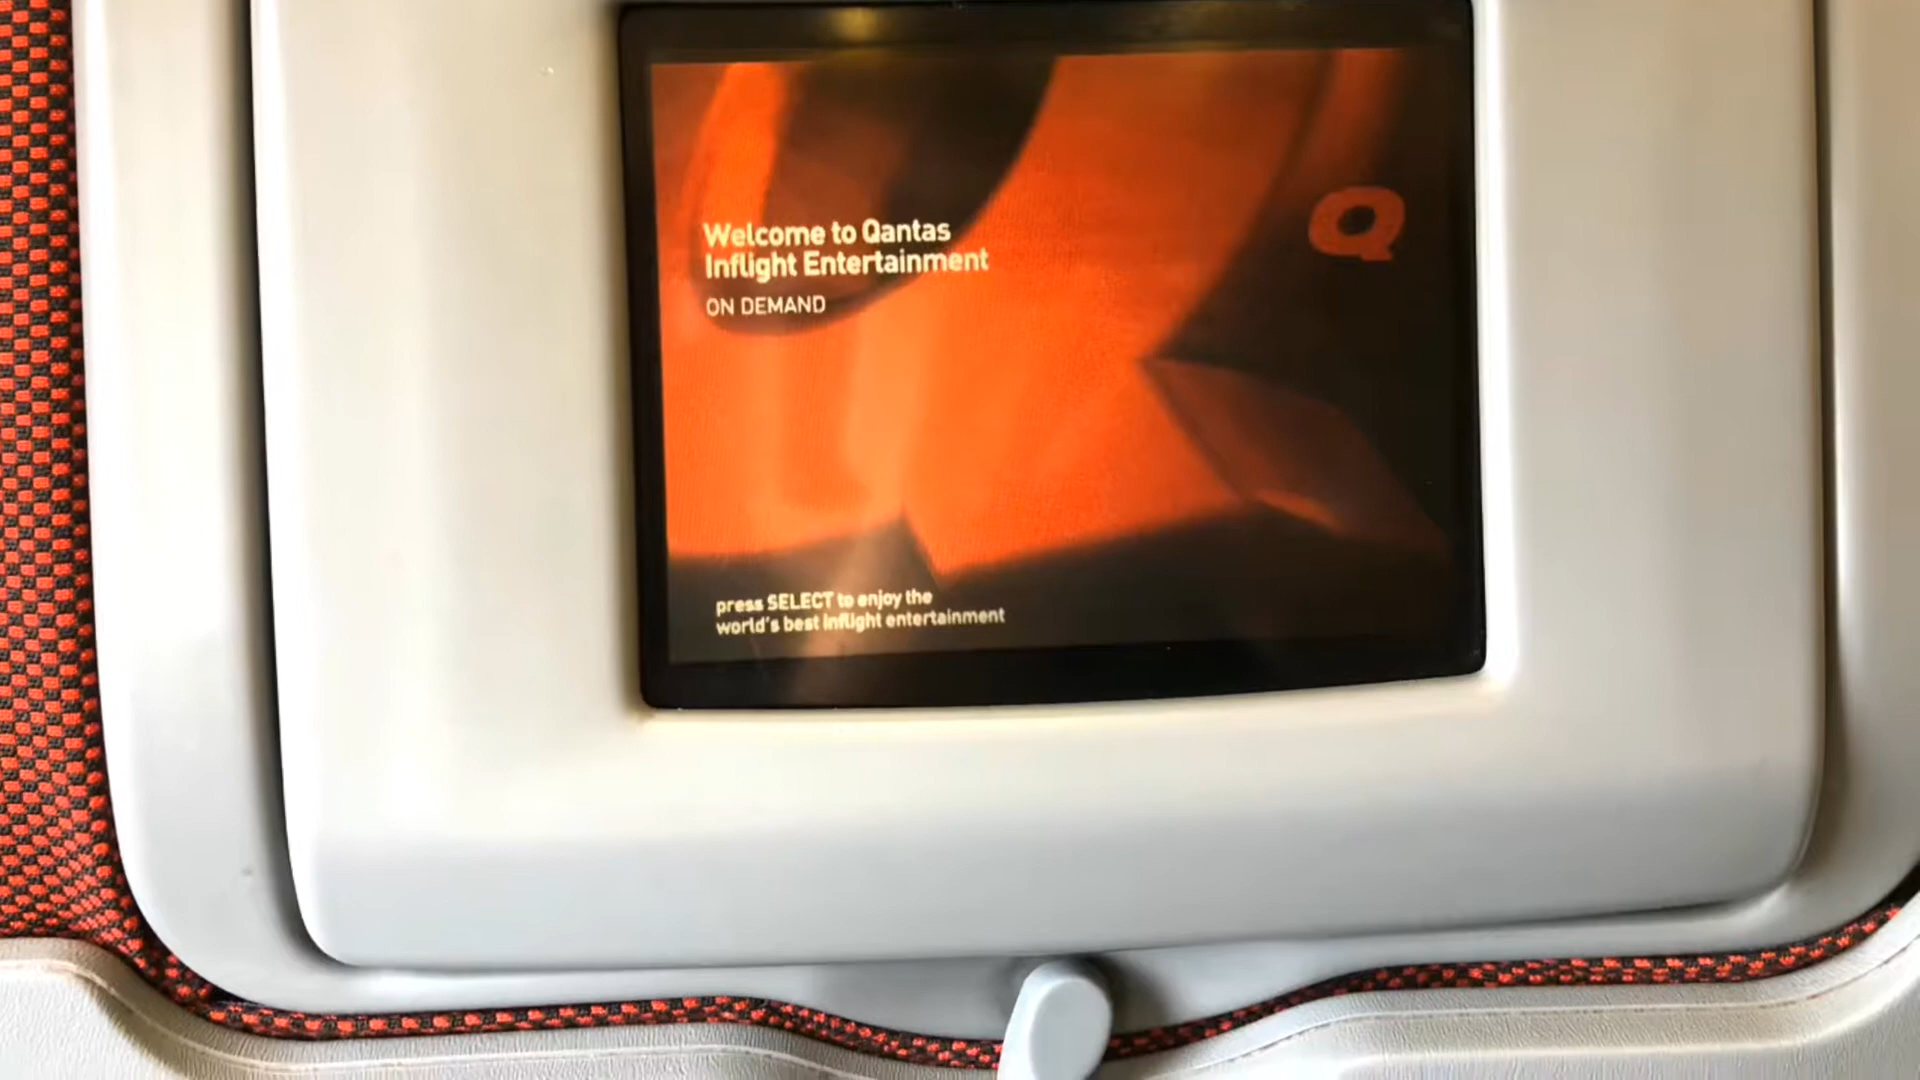 Welcome to Qantas
Inflight Entertainment
ON DEMAND
Q
press SELECT to enjoy the
world's best inflight entertainment